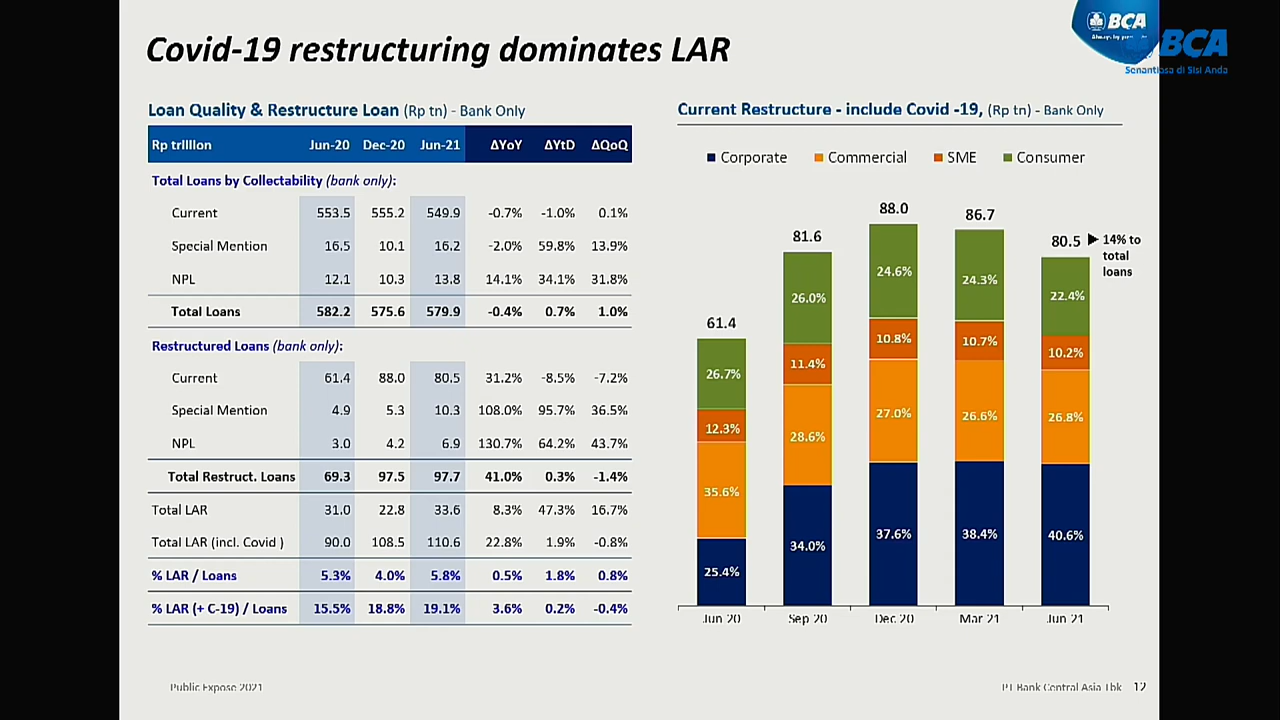 BCA
BCA
Senantiasa di Sisi Anda
Covid-19 restructuring dominates LAR
Loan Quality & Restructure Loan (Rp tn) - Bank Only
Rp trillion Jun-20 Dec-20 Jun-21 ΔYoY ΔYtD ΔQoQ
Total Loans by Collectability (bank only):
Current 553.5 555.2 549.9 -0.7% -1.0% 0.1%
Special Mention 16.5 10.1 16.2 -2.0% 59.8% 13.9%
NPL 12.1 10.3 13.8 14.1% 34.1% 31.8%
Total Loans 582.2 575.6 579.9 -0.4% 0.7% 1.0%
Restructured Loans (bank only):
Current 61.4 88.0 80.5 31.2% -8.5% -7.2%
Special Mention 4.9 5.3 10.3 108.0% 95.7% 36.5%
NPL 3.0 4.2 6.9 130.7% 64.2% 43.7%
Total Restruct. Loans 69.3 97.5 97.7 41.0% 0.3% -1.4%
Total LAR 31.0 22.8 33.6 8.3% 47.3% 16.7%
Total LAR (incl. Covid ) 90.0 108.5 110.6 22.8% 1.9% -0.8%
% LAR / Loans 5.3% 4.0% 5.8% 0.5% 1.8% 0.8%
% LAR (+ C-19) / Loans 15.5% 18.8% 19.1% 3.6% 0.2% -0.4%
Current Restructure - include Covid -19, (Rp tn) - Bank Only
Corporate Commercial SME Consumer
61.4 81.6 88.0 86.7 80.5
14% to
total
loans
26.7% 26.0% 24.6% 24.3% 22.4%
12.3% 11.4% 10.8% 10.7% 10.2%
35.6% 28.6% 27.0% 26.6% 26.8%
25.4% 34.0% 37.6% 38.4% 40.6%
Jun 20 Sep 20 Dec 20 Mar 21 Jun 21
Public Expose 2021
PT Bank Central Asia Tbk 12